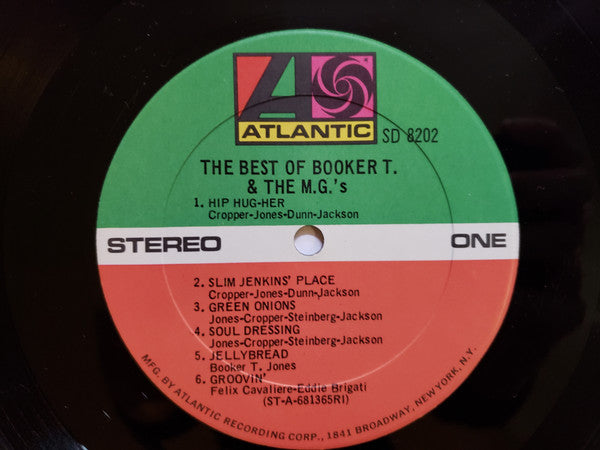 ATLANTIC
SD 8202
THE BEST OF BOOKER T.
& THE M.G.'s
1. HIP HUG-HER
Cropper-Jones-Dunn-Jackson
STEREO
ONE
2. SLIM JENKINS' PLACE
Cropper-Jones-Dunn-Jackson
3. GREEN ONIONS
Jones-Cropper-Steinberg-Jackson
4. SOUL DRESSING
Jones-Cropper-Steinberg-Jackson
5. JELLYBREAD
Booker T. Jones
6. GROOVIN'
Felix Cavaliere-Eddie Brigati
(ST-A-681365RI)
MFG. BY ATLANTIC RECORDING CORP., 1841 BROADWAY, NEW YORK, N.Y.